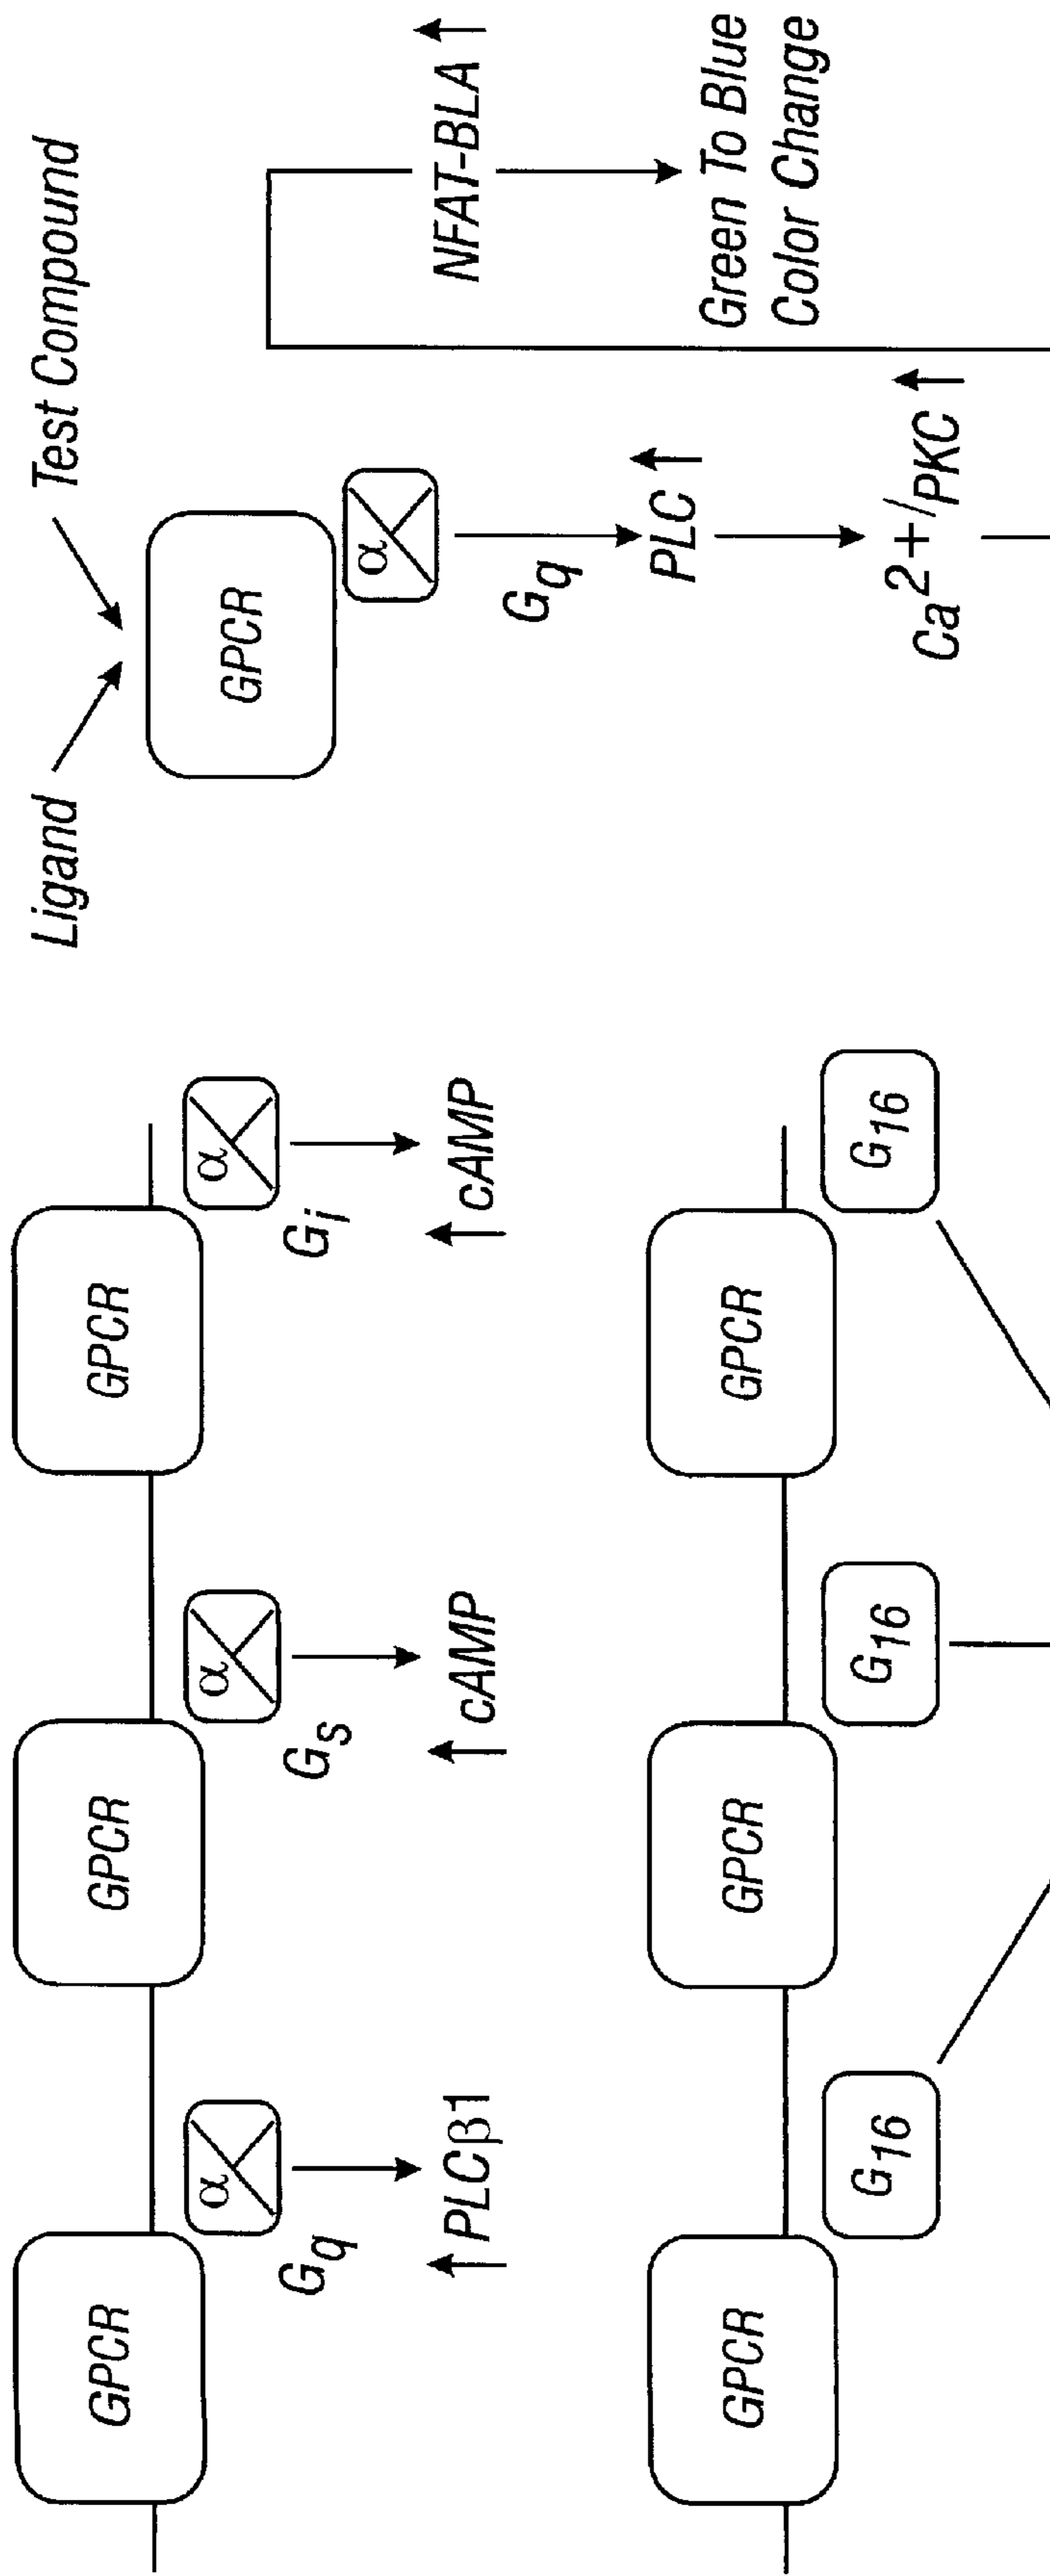 GPCR
GPCR
GPCR
α
α
α
Gq
Gs
Gi
↑PLCβ1
↑cAMP
↑cAMP
GPCR
GPCR
GPCR
G16
G16
G16
Ligand
Test Compound
GPCR
α
Gq
PLC↑
Ca2+/PKC↑
NFAT-BLA↑
Green To Blue
Color Change